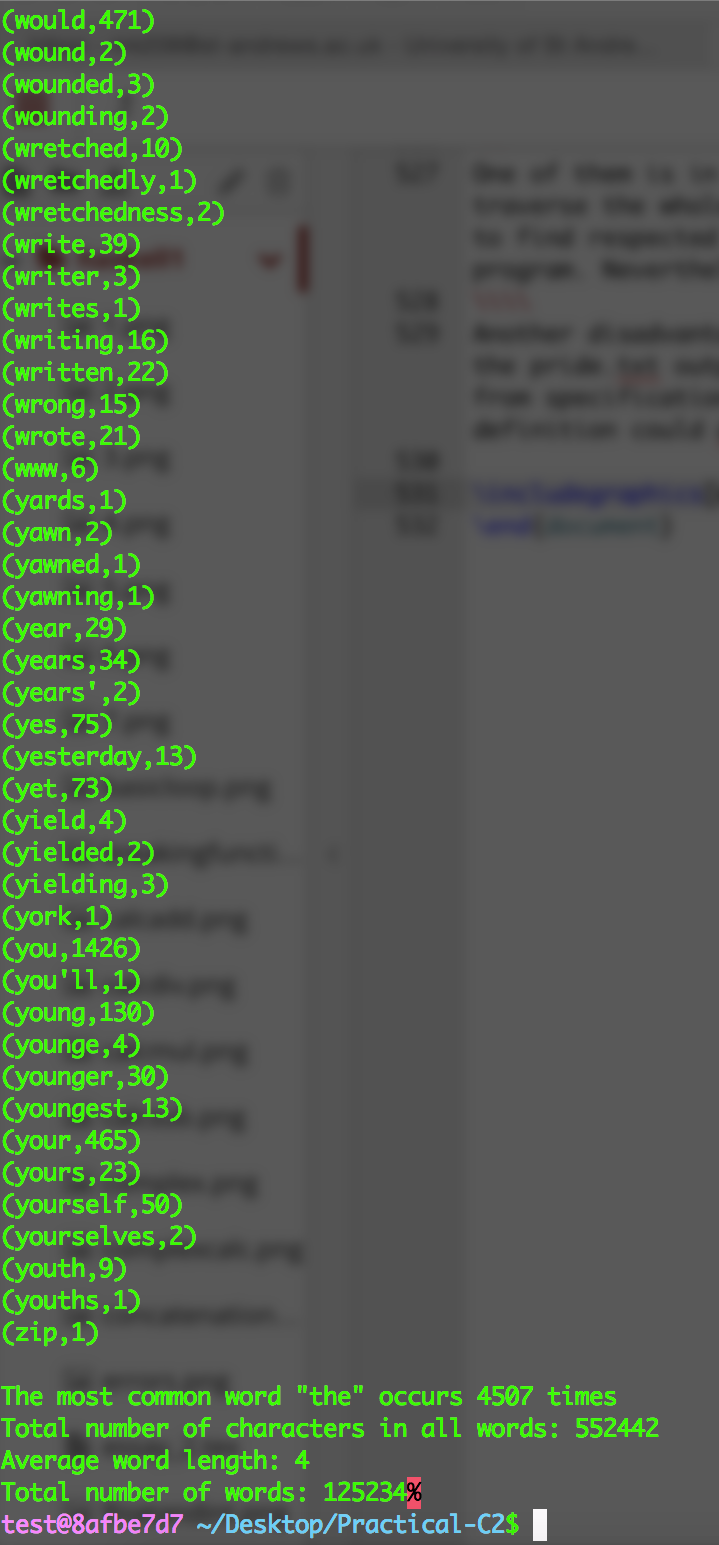 (would,471)
(wound,2)
(wounded,3)
(wounding,2)
(wretched,10)
(wretchedly,1)
(wretchedness,2)
(write,39)
(writer,3)
(writes,1)
(writing,16)
(written,22)
(wrong,15)
(wrote,21)
(www,6)
(yards,1)
(yawn,2)
(yawned,1)
(yawning,1)
(year,29)
(years,34)
(years',2)
(yes,75)
(yesterday,13)
(yet,73)
(yield,4)
(yielded,2)
(yielding,3)
(york,1)
(you,1426)
(you'll,1)
(young,130)
(younge,4)
(younger,30)
(youngest,13)
(your,465)
(yours,23)
(yourself,50)
(yourselves,2)
(youth,9)
(youths,1)
(zip,1)
The most common word "the" occurs 4507 times
Total number of characters in all words: 552442
Average word length: 4
Total number of words: 125234%
test@8afbe7d7 ~/Desktop/Practical-C2$